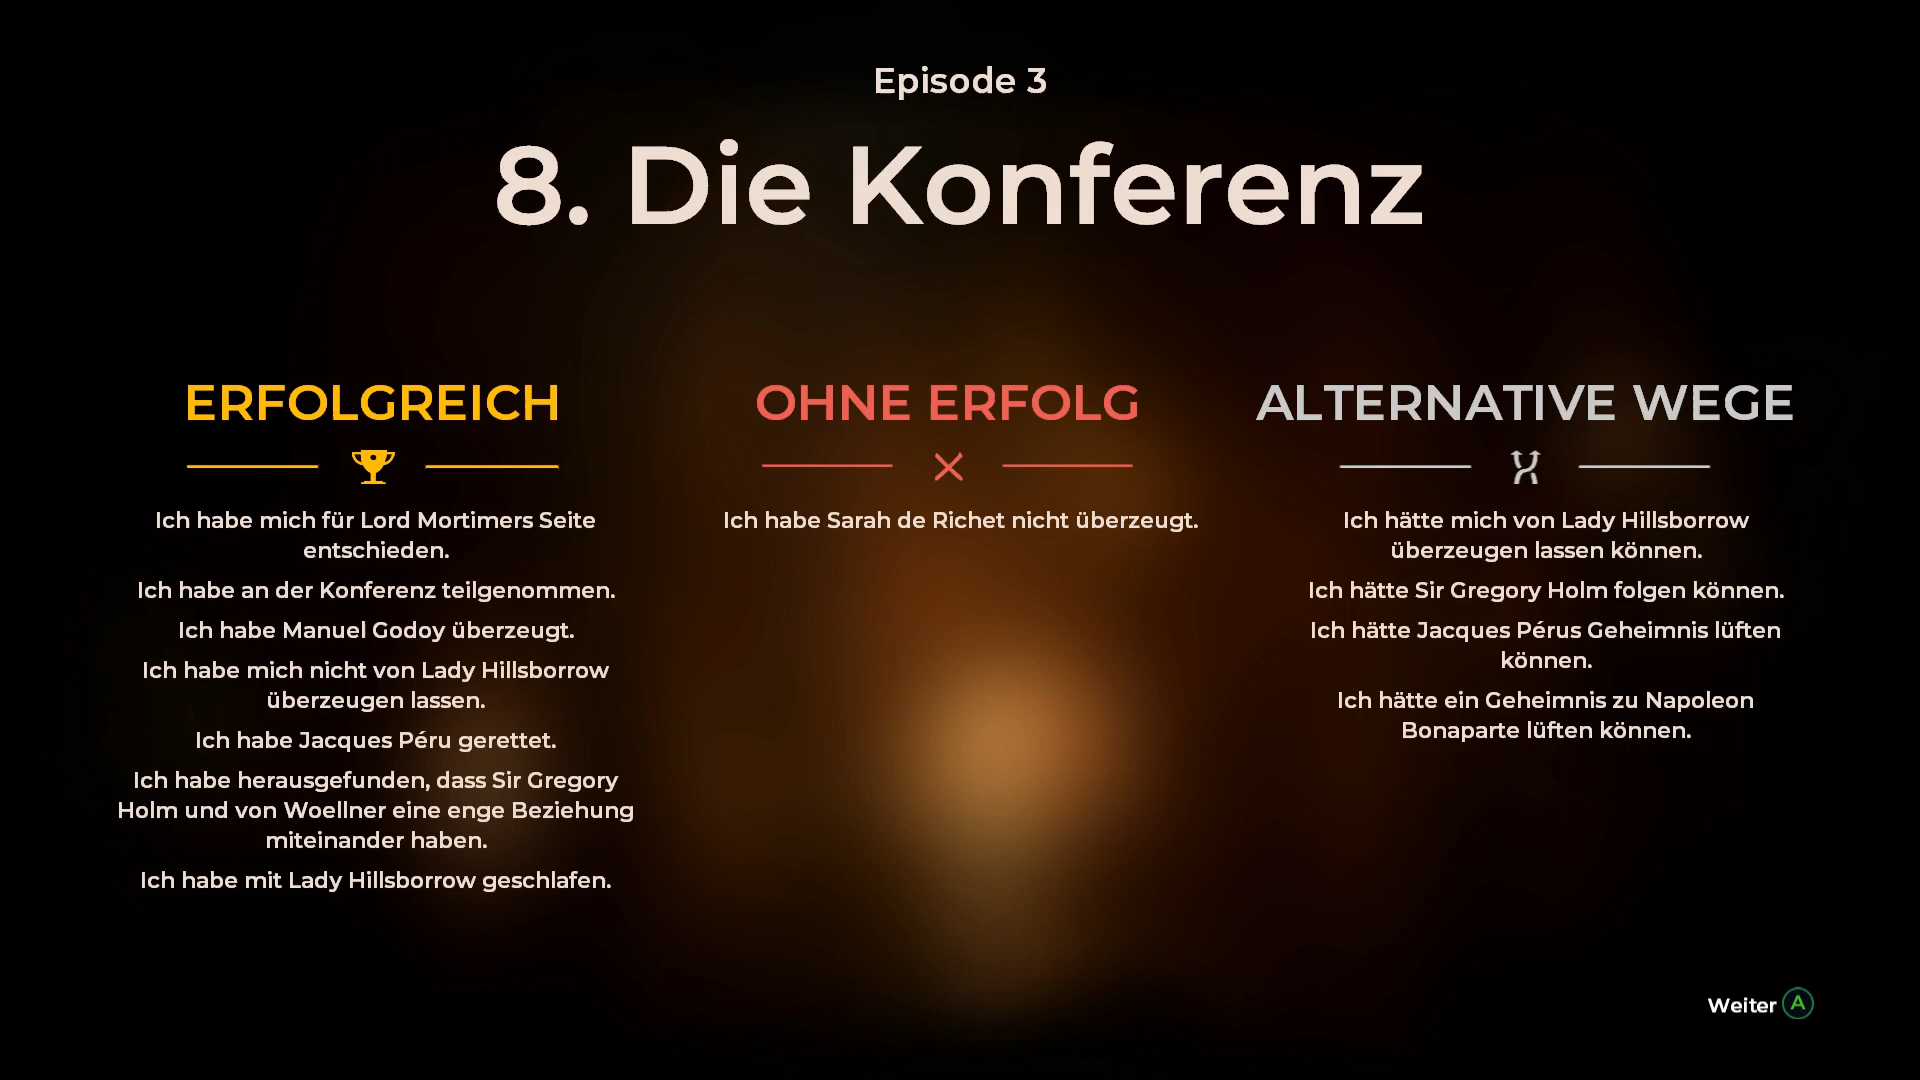 Episode 3
8. Die Konferenz
ERFOLGREICH
Ich habe mich für Lord Mortimers Seite
entschieden.
Ich habe an der Konferenz teilgenommen.
Ich habe Manuel Godoy überzeugt.
Ich habe mich nicht von Lady Hillsborrow
überzeugen lassen.
Ich habe Jacques Péru gerettet.
Ich habe herausgefunden, dass Sir Gregory
Holm und von Woellner eine enge Beziehung
miteinander haben.
Ich habe mit Lady Hillsborrow geschlafen.
OHNE ERFOLG
Ich habe Sarah de Richet nicht überzeugt.
ALTERNATIVE WEGE
Ich hätte mich von Lady Hillsborrow
überzeugen lassen können.
Ich hätte Sir Gregory Holm folgen können.
Ich hätte Jacques Pérus Geheimnis lüften
können.
Ich hätte ein Geheimnis zu Napoleon
Bonaparte lüften können.
Weiter A